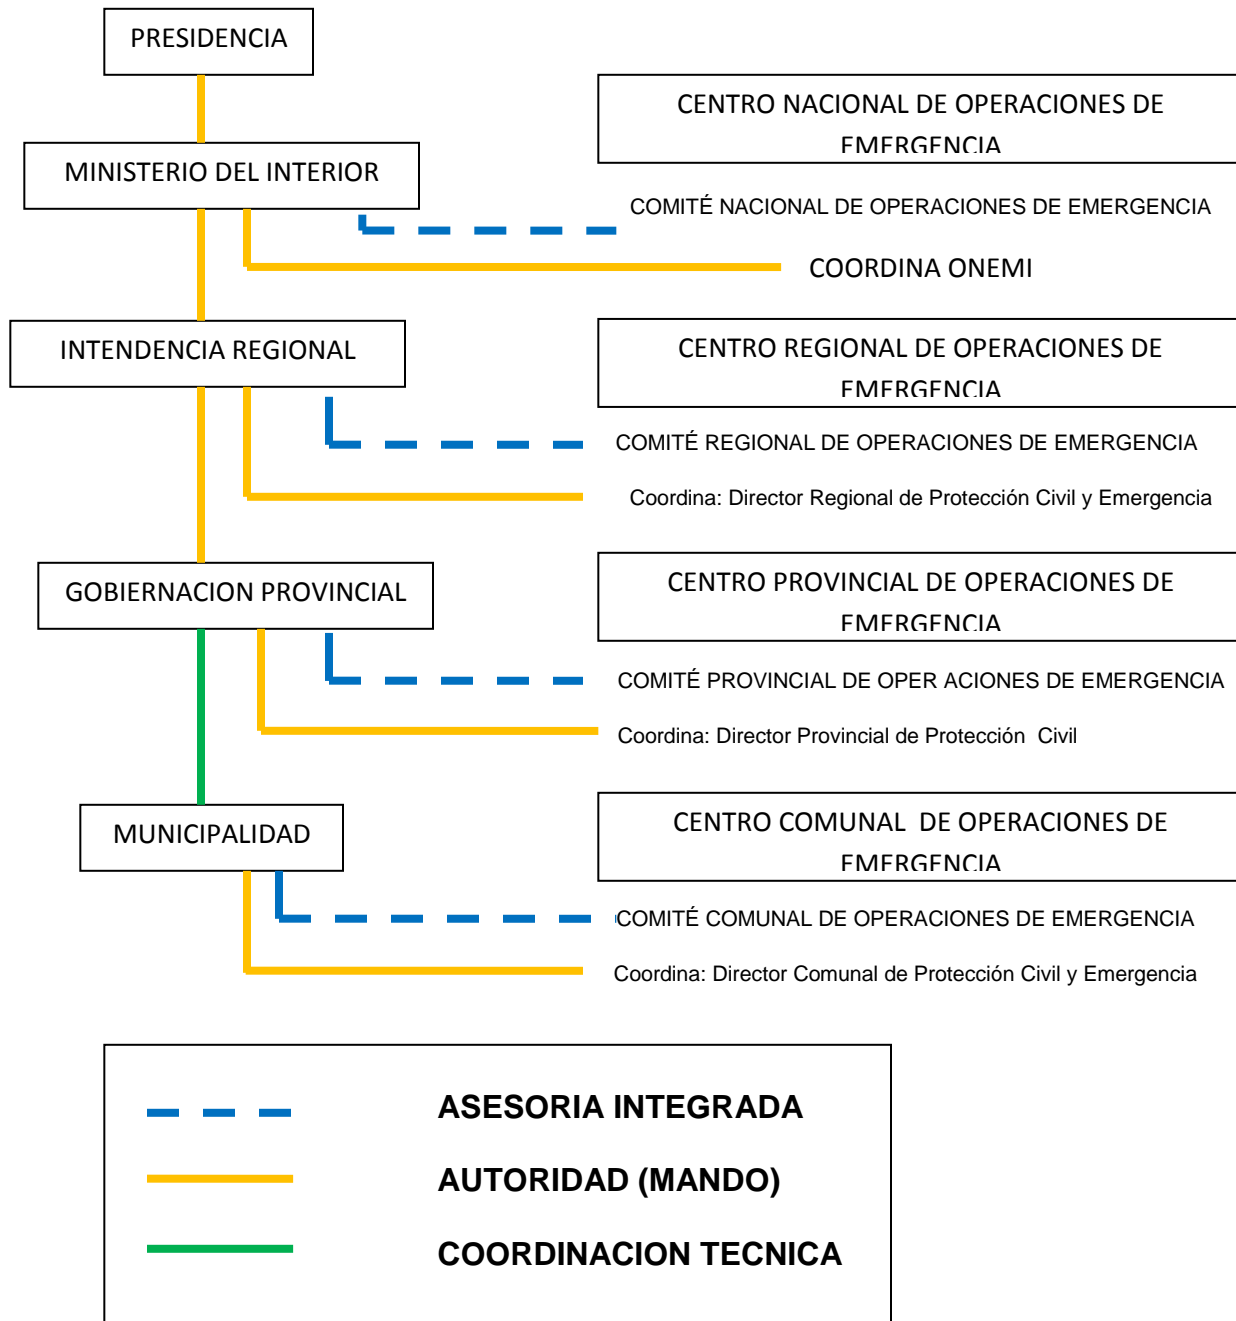 PRESIDENCIA
CENTRO NACIONAL DE OPERACIONES DE
EMERGENCIA
MINISTERIO DEL INTERIOR
COMITÉ NACIONAL DE OPERACIONES DE EMERGENCIA
COORDINA ONEMI
INTENDENCIA REGIONAL
CENTRO REGIONAL DE OPERACIONES DE
EMERGENCIA
COMITÉ REGIONAL DE OPERACIONES DE EMERGENCIA
Coordina: Director Regional de Protección Civil y Emergencia
GOBIERNACION PROVINCIAL
CENTRO PROVINCIAL DE OPERACIONES DE
EMERGENCIA
COMITÉ PROVINCIAL DE OPER ACIONES DE EMERGENCIA
Coordina: Director Provincial de Protección  Civil
MUNICIPALIDAD
CENTRO COMUNAL  DE OPERACIONES DE
EMERGENCIA
COMITÉ COMUNAL DE OPERACIONES DE EMERGENCIA
Coordina: Director Comunal de Protección Civil y Emergencia
ASESORIA INTEGRADA
AUTORIDAD (MANDO)
COORDINACION TECNICA